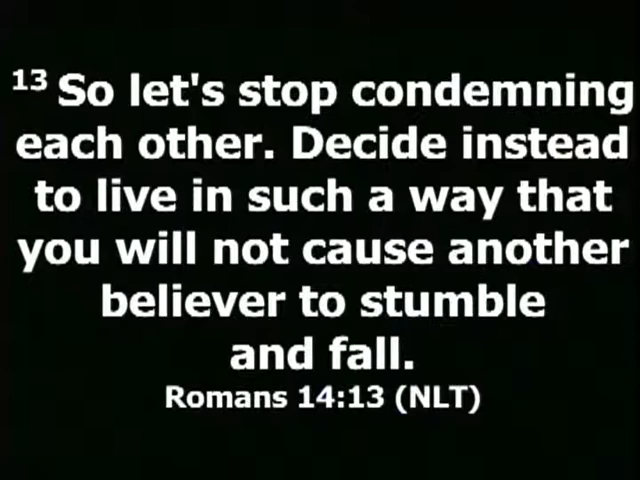 13 So let's stop condemning
each other. Decide instead
to live in such a way that
you will not cause another
believer to stumble
and fall.
Romans 14:13 (NLT)